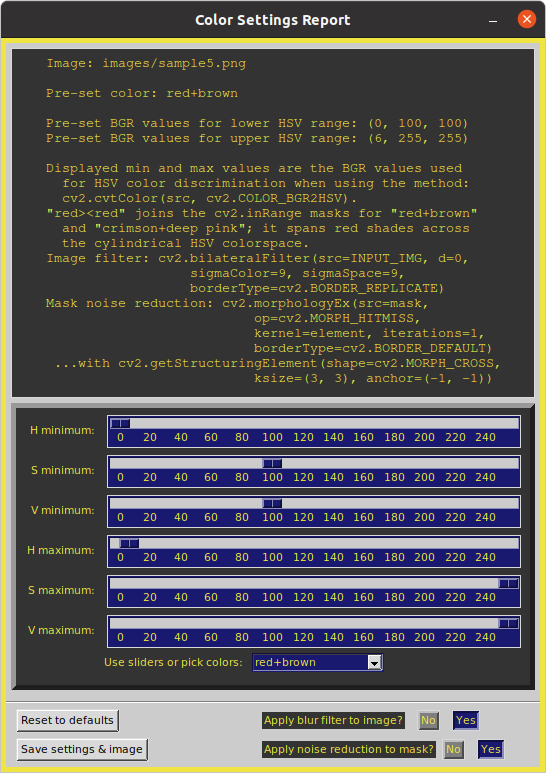 Color Settings Report
Image: images/sample5.png
Pre-set color: red+brown
Pre-set BGR values for lower HSV range: (0, 100, 100)
Pre-set BGR values for upper HSV range: (6, 255, 255)
Displayed min and max values are the BGR values used
for HSV color discrimination when using the method:
cv2.cvtColor(src, cv2.COLOR_BGR2HSV).
"red><red" joins the cv2.inRange masks for "red+brown"
and "crimson+deep pink"; it spans red shades across
the cylindrical HSV colorspace.
Image filter: cv2.bilateralFilter(src=INPUT_IMG, d=0,
sigmaColor=9, sigmaSpace=9,
borderType=cv2.BORDER_REPLICATE)
Mask noise reduction: cv2.morphologyEx(src=mask,
op=cv2.MORPH_HITMISS,
kernel=element, iterations=1,
borderType=cv2.BORDER_DEFAULT)
...with cv2.getStructuringElement(shape=cv2.MORPH_CROSS,
ksize=(3, 3), anchor=(-1, -1))
H minimum:
0 20 40 60 80 100 120 140 160 180 200 220 240
S minimum:
0 20 40 60 80 100 120 140 160 180 200 220 240
V minimum:
0 20 40 60 80 100 120 140 160 180 200 220 240
H maximum:
0 20 40 60 80 100 120 140 160 180 200 220 240
S maximum:
0 20 40 60 80 100 120 140 160 180 200 220 240
V maximum:
0 20 40 60 80 100 120 140 160 180 200 220 240
Use sliders or pick colors: red+brown
Reset to defaults
Apply blur filter to image? No Yes
Save settings & image
Apply noise reduction to mask? No Yes